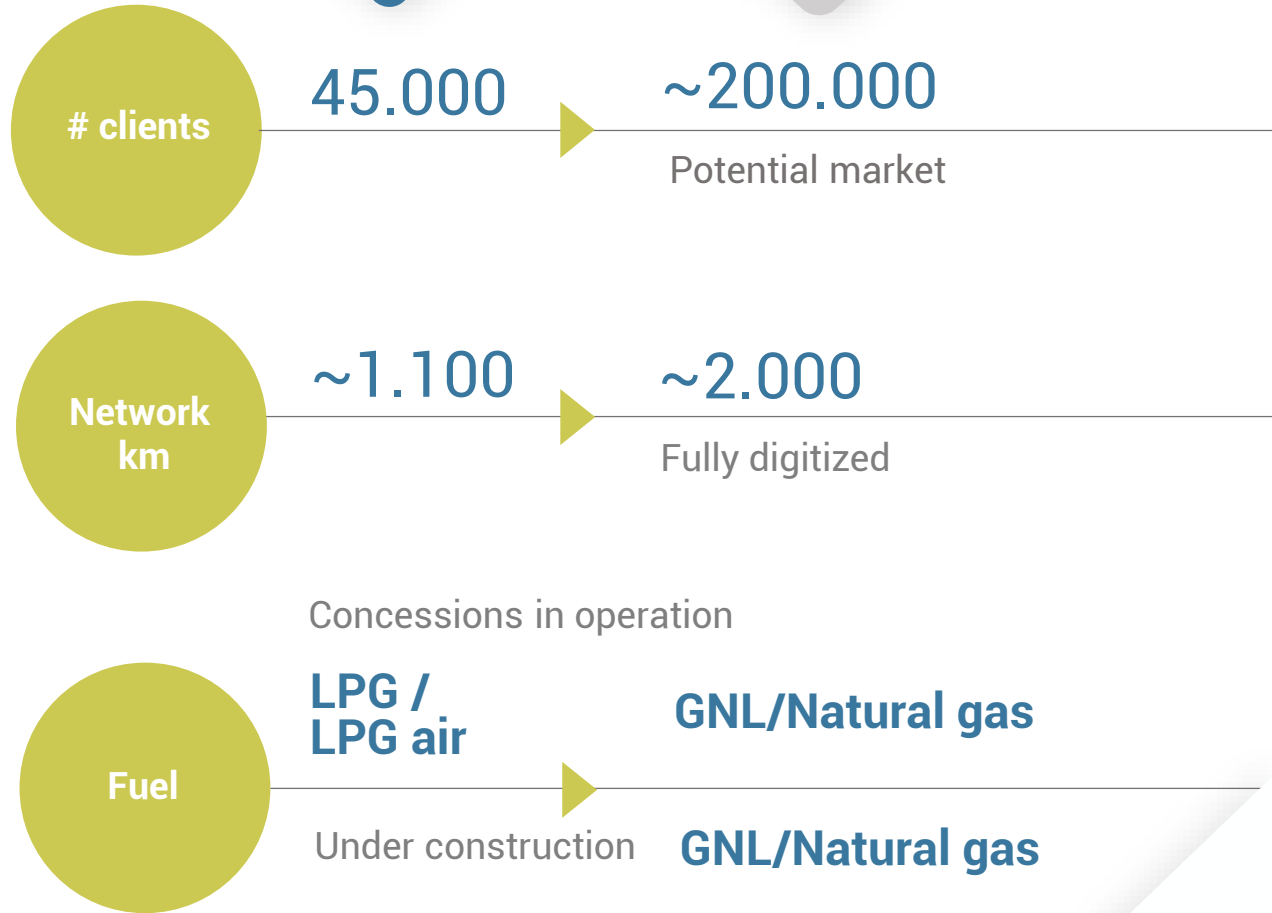 # clients
45.000
~200.000
Potential market
Network
km
~1.100
~2.000
Fully digitized
Concessions in operation
Fuel
LPG /
LPG air
GNL/Natural gas
Under construction
GNL/Natural gas